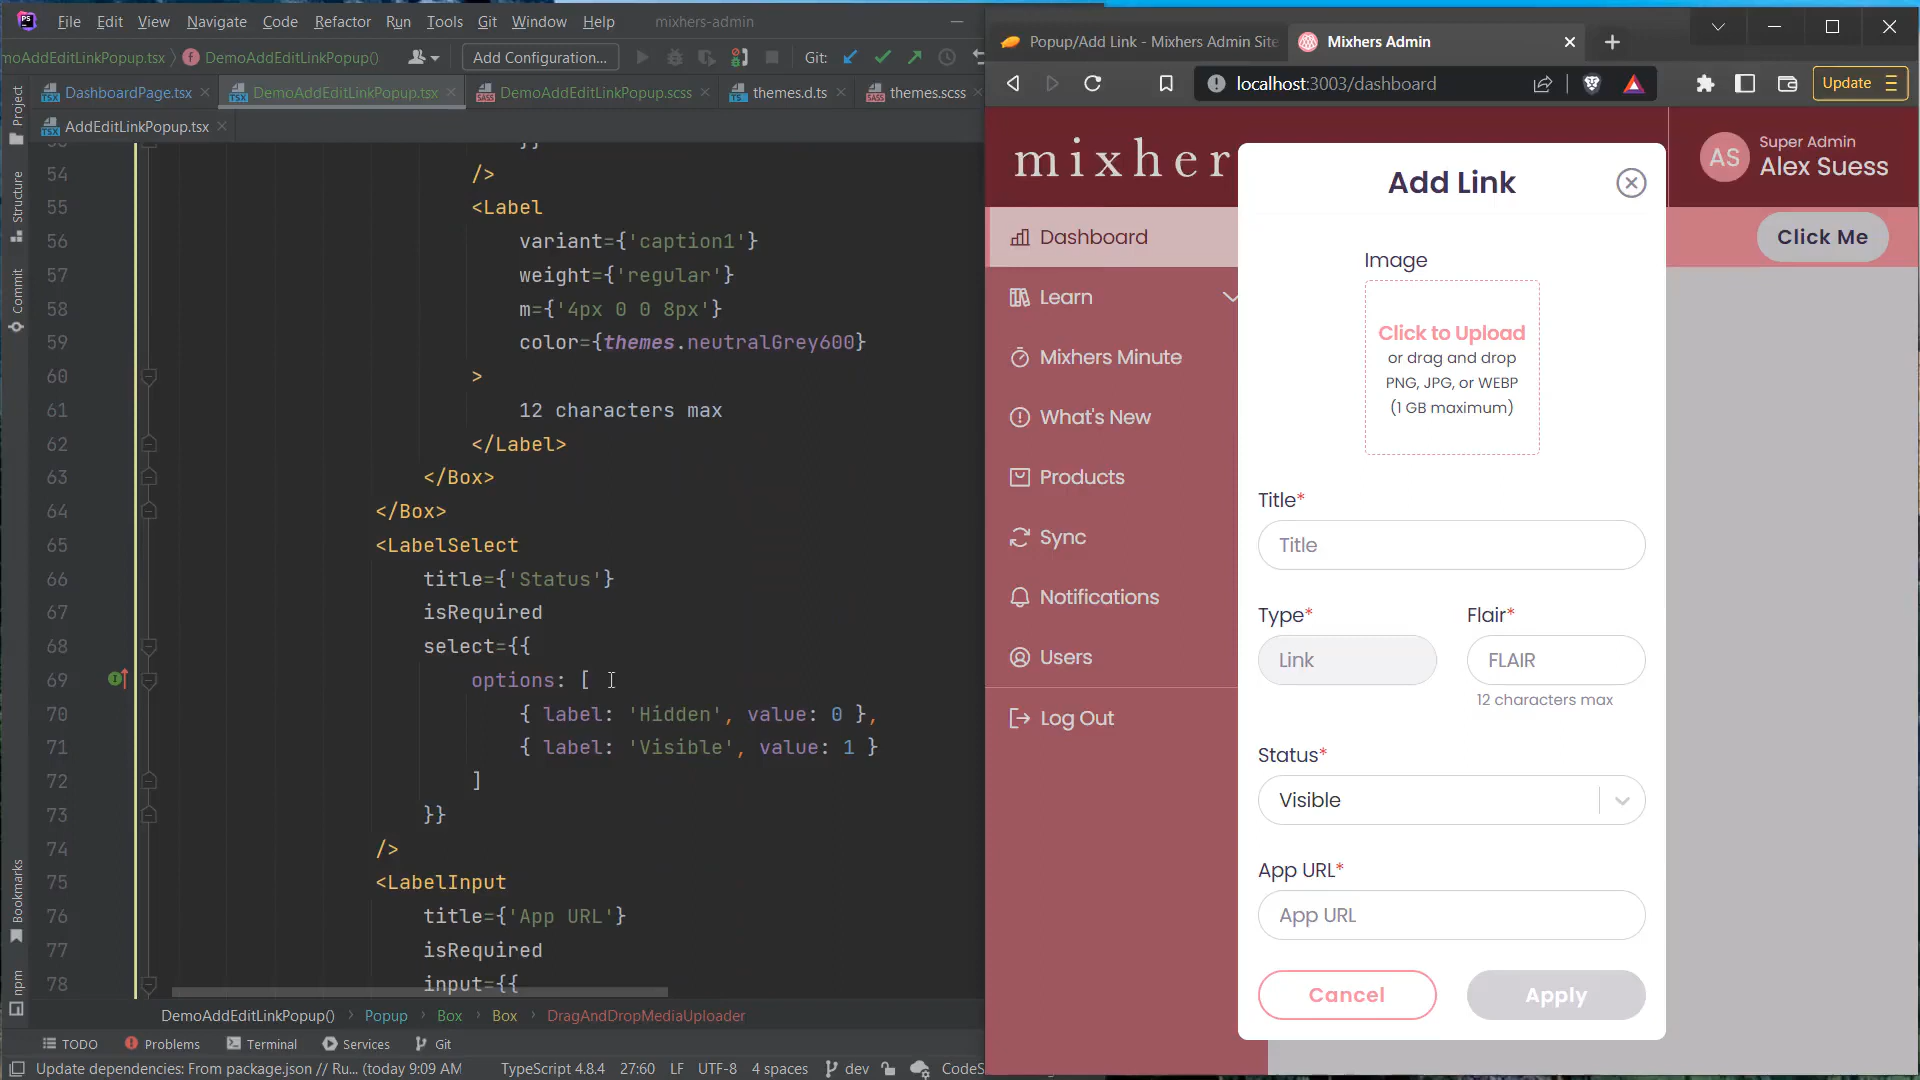 PS File Edit View Navigate Code Refactor Run Tools Git Window Help mixhers-admin
moAddEditLinkPopup.tsx DemoAddEditLinkPopup() Add Configuration... Git:
DashboardPage.tsx DemoAddEditLinkPopup.tsx DemoAddEditLinkPopup.scss themes.d.ts themes.scss
AddEditLinkPopup.tsx
Project
Structure
Commit
Bookmarks
npm
}}
54 />
55 <Label
56 variant={'caption1'}
57 weight={'regular'}
58 m={'4px 0 0 8px'}
59 color={themes.neutralGrey600}
60 >
61 12 characters max
62 </Label>
63 </Box>
64 </Box>
65 <LabelSelect
66 title={'Status'}
67 isRequired
68 select={{
69 options: [
70 { label: 'Hidden', value: 0 },
71 { label: 'Visible', value: 1 }
72 ]
73 }}
74 />
75 <LabelInput
76 title={'App URL'}
77 isRequired
78 input={{
DemoAddEditLinkPopup() Popup Box Box DragAndDropMediaUploader
TODO Problems Terminal Services Git
Update dependencies: From package.json // Ru... (today 9:09 AM TypeScript 4.8.4 27:60 LF UTF-8 4 spaces dev CodeS
Popup/Add Link - Mixhers Admin Site
Mixhers Admin
localhost:3003/dashboard
Update
mixher
AS
Super Admin
Alex Suess
Click Me
Dashboard
Learn
Mixhers Minute
What's New
Products
Sync
Notifications
Users
Log Out
Add Link
Image
Click to Upload
or drag and drop
PNG, JPG, or WEBP
(1 GB maximum)
Title*
Title
Type* Flair*
Link FLAIR
12 characters max
Status*
Visible
App URL*
App URL
Cancel Apply